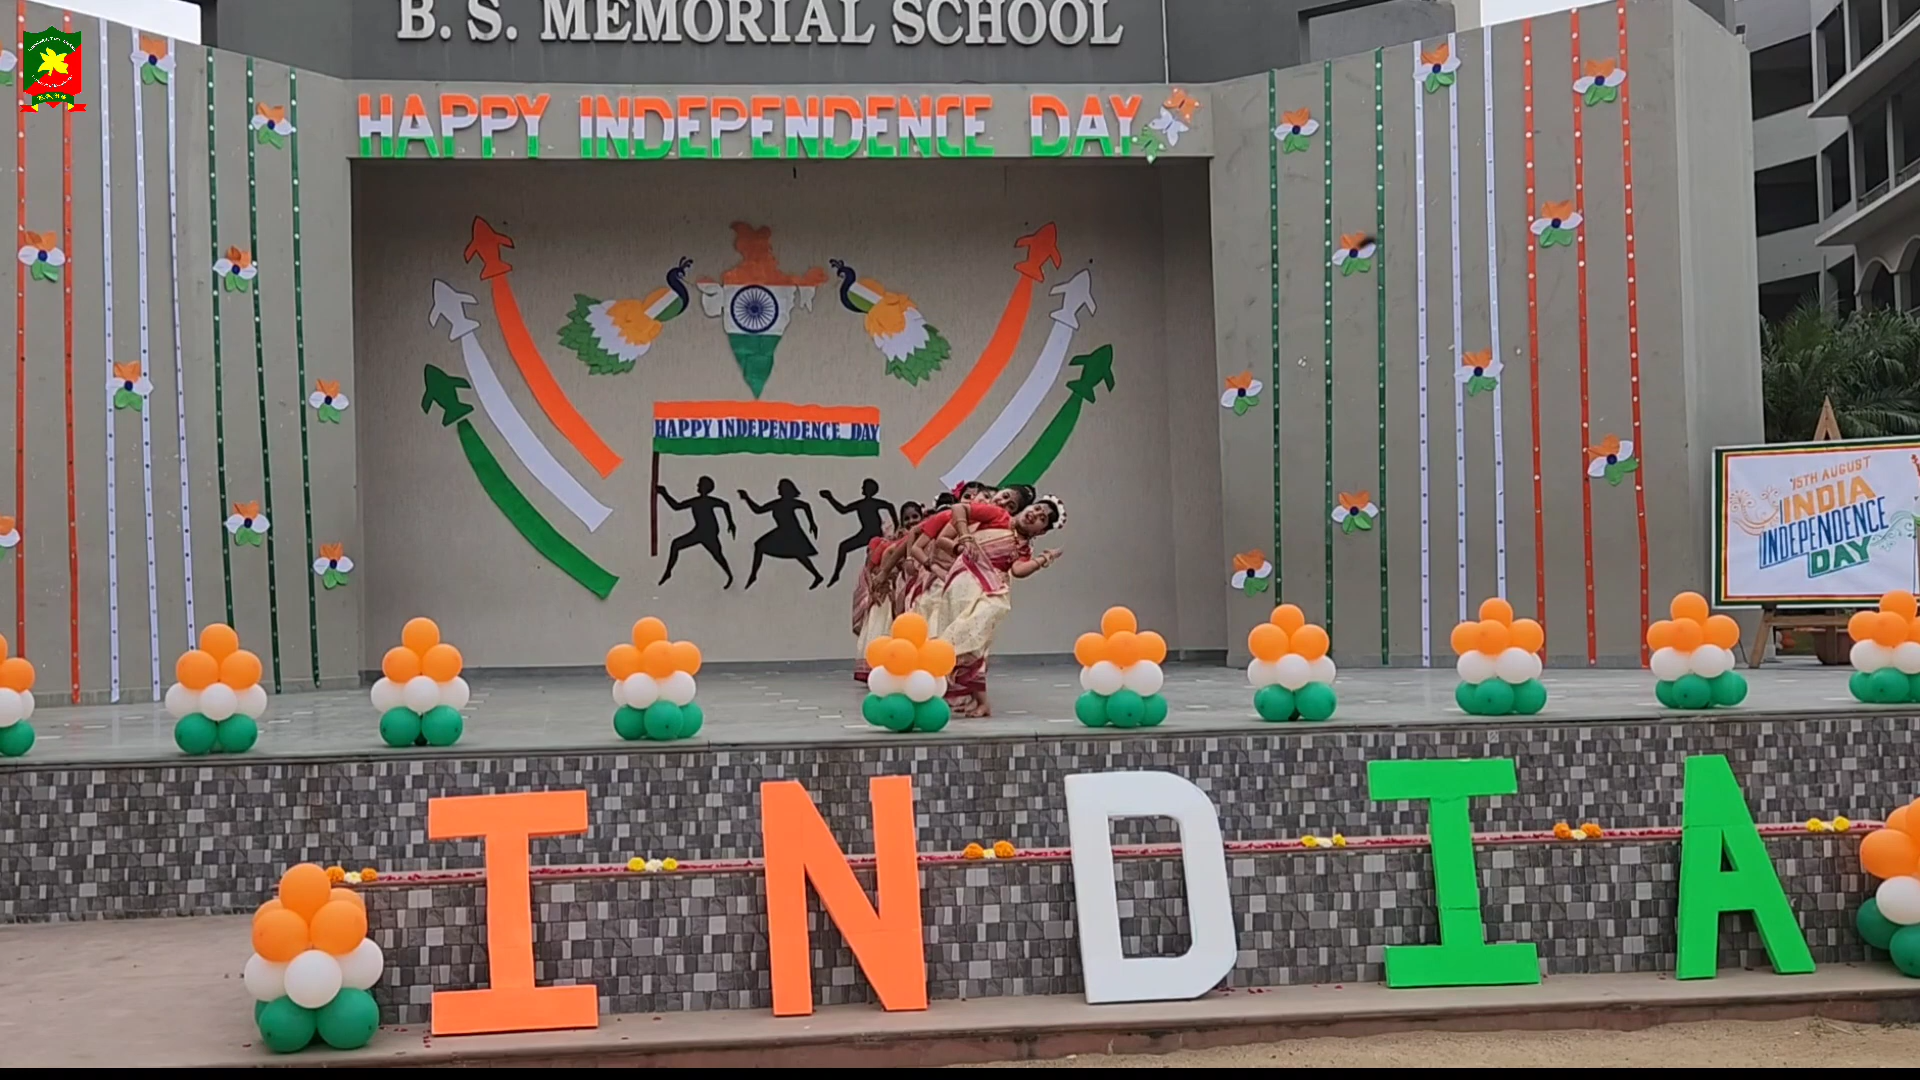 B. S. MEMORIAL SCHOOL
HAPPY INDEPENDENCE DAY
HAPPY INDEPENDENCE DAY
15TH AUGUST
INDIA
INDEPENDENCE
DAY
INDIA